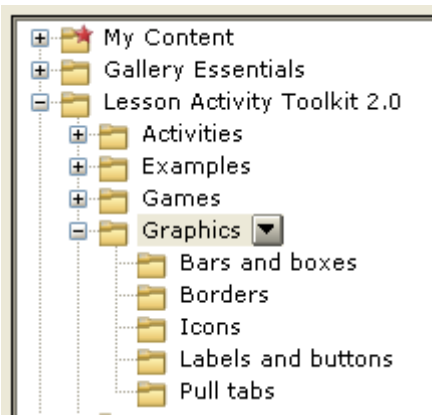 My Content
Gallery Essentials
Lesson Activity Toolkit 2.0
Activities
Examples
Games
Graphics
Bars and boxes
Borders
Icons
Labels and buttons
Pull tabs